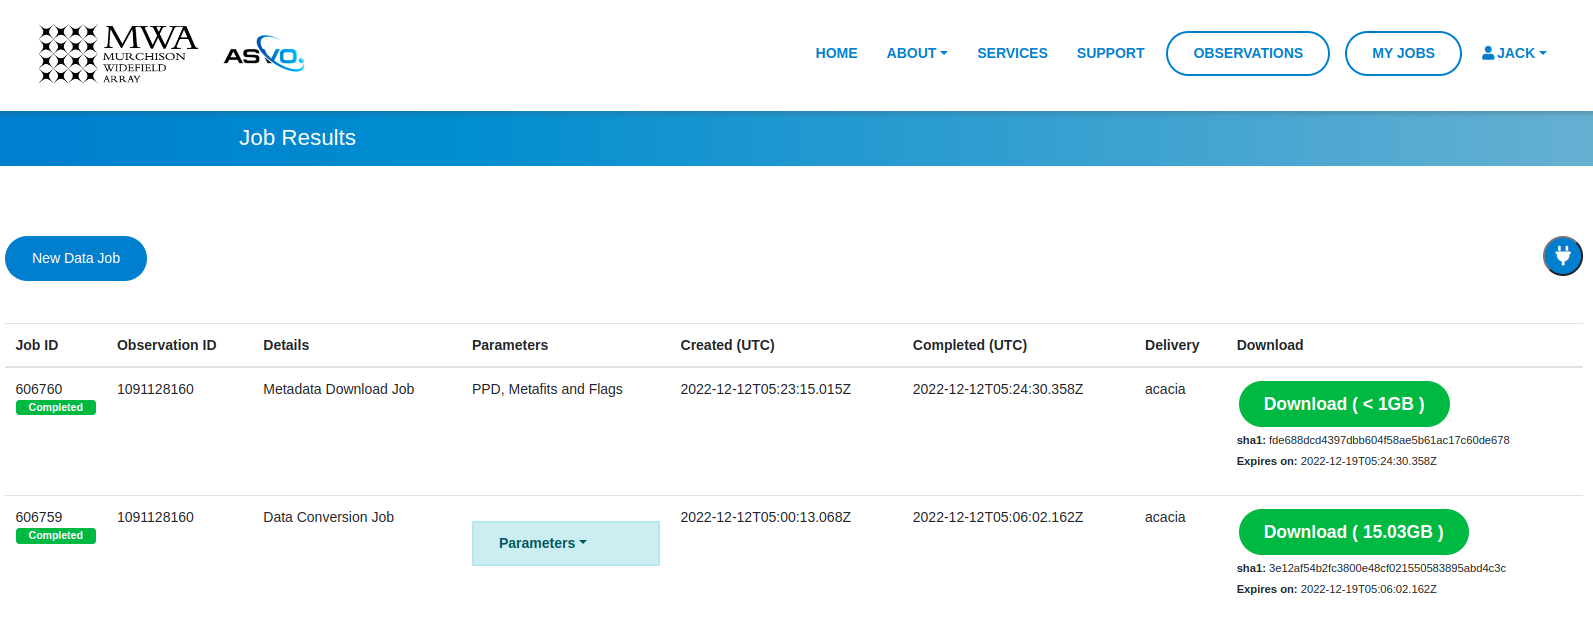 MWA
MURCHISON
WIDEFIELD
ARRAY
ASVO.
HOME ABOUT SERVICES SUPPORT OBSERVATIONS MY JOBS JACK
Job Results
New Data Job
Job ID Observation ID Details Parameters Created (UTC) Completed (UTC) Delivery Download
606760 1091128160 Metadata Download Job PPD, Metafits and Flags 2022-12-12T05:23:15.015Z 2022-12-12T05:24:30.358Z acacia Download ( < 1GB )
Completed
sha1: fde688dcd4397dbb604f58ae5b61ac17c60de678
Expires on: 2022-12-19T05:24:30.358Z
606759 1091128160 Data Conversion Job Parameters 2022-12-12T05:00:13.068Z 2022-12-12T05:06:02.162Z acacia Download ( 15.03GB )
Completed
sha1: 3e12af54b2fc3800e48cf021550583895abd4c3c
Expires on: 2022-12-19T05:06:02.162Z